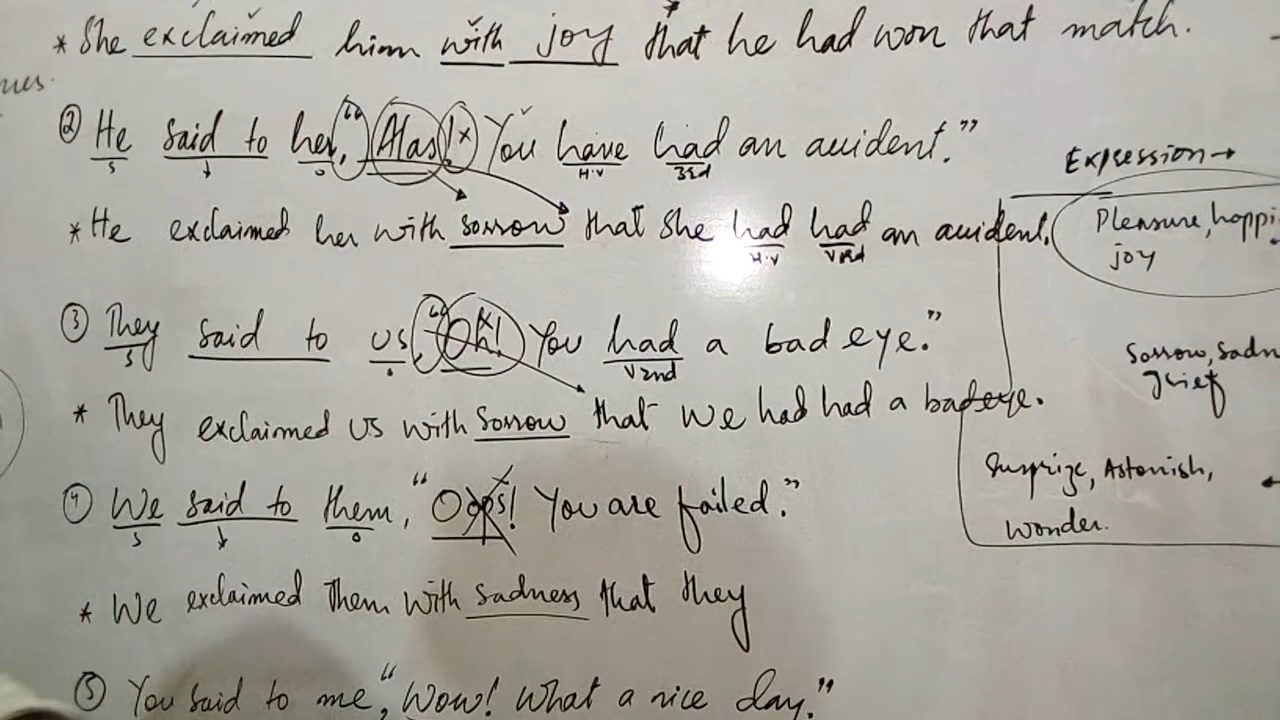 * She exclaimed him with joy that he had won that match.
② He said to her, "Alas! You have had an accident."
S O H.V 3rd
Expression →
* He exclaimed her with sorrow that she had had an accident.
H.V V3rd
Pleasure, happi
joy
③ They said to us, "Oh! You had a bad eye."
S o V2nd
Sorrow, Sadn
grief
* They exclaimed us with sorrow that we had had a bad eye.
Surprize, Astonish,
wonder.
④ We said to them, "Oops! You are failed."
S o
* We exclaimed them with sadness that they
⑤ You said to me, "Wow! What a nice day."